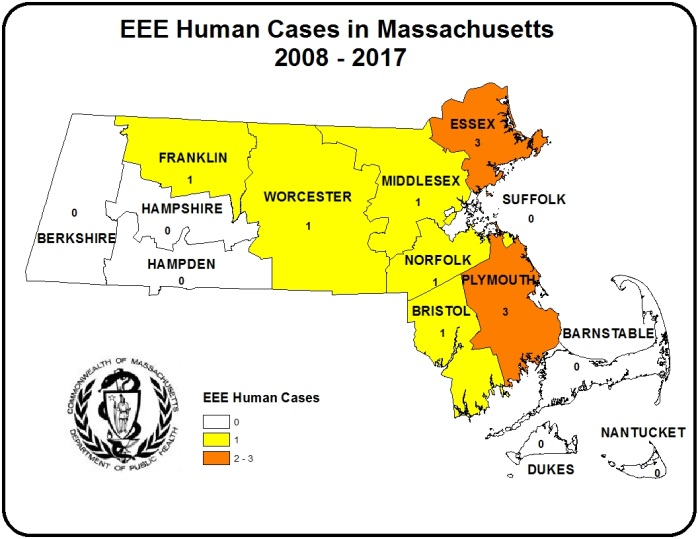 EEE Human Cases in Massachusetts
2008 - 2017
ESSEX
3
FRANKLIN
1
MIDDLESEX
1
WORCESTER
1
SUFFOLK
0
HAMPSHIRE
0
0
BERKSHIRE
HAMPDEN
0
NORFOLK
1
PLYMOUTH
3
BRISTOL
1
BARNSTABLE
0
COMMONWEALTH OF MASSACHUSETTS
DEPARTMENT OF PUBLIC HEALTH
EEE Human Cases
0
1
2 - 3
0
DUKES
NANTUCKET
0